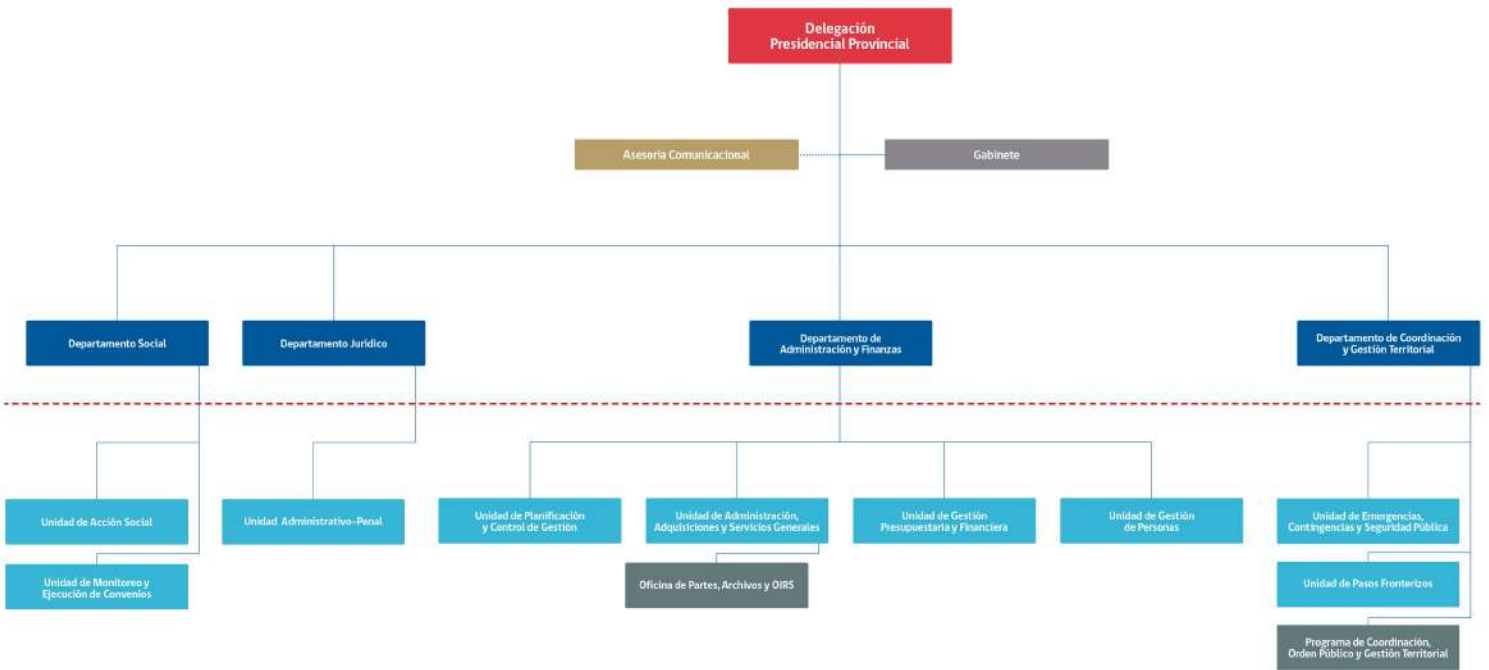 Delegación
Presidencial Provincial
Asesoría Comunicacional
Gabinete
Departamento Social
Departamento Jurídico
Departamento de
Administración y Finanzas
Departamento de Coordinación
y Gestión Territorial
Unidad de Acción Social
Unidad Administrativo-Penal
Unidad de Planificación
y Control de Gestión
Unidad de Administración,
Adquisiciones y Servicios Generales
Unidad de Gestión
Presupuestaria y Financiera
Unidad de Gestión
de Personas
Unidad de Emergencias,
Contingencias y Seguridad Pública
Unidad de Monitoreo y
Ejecución de Convenios
Oficina de Partes, Archivos y OIRS
Unidad de Pasos Fronterizos
Programa de Coordinación,
Orden Público y Gestión Territorial